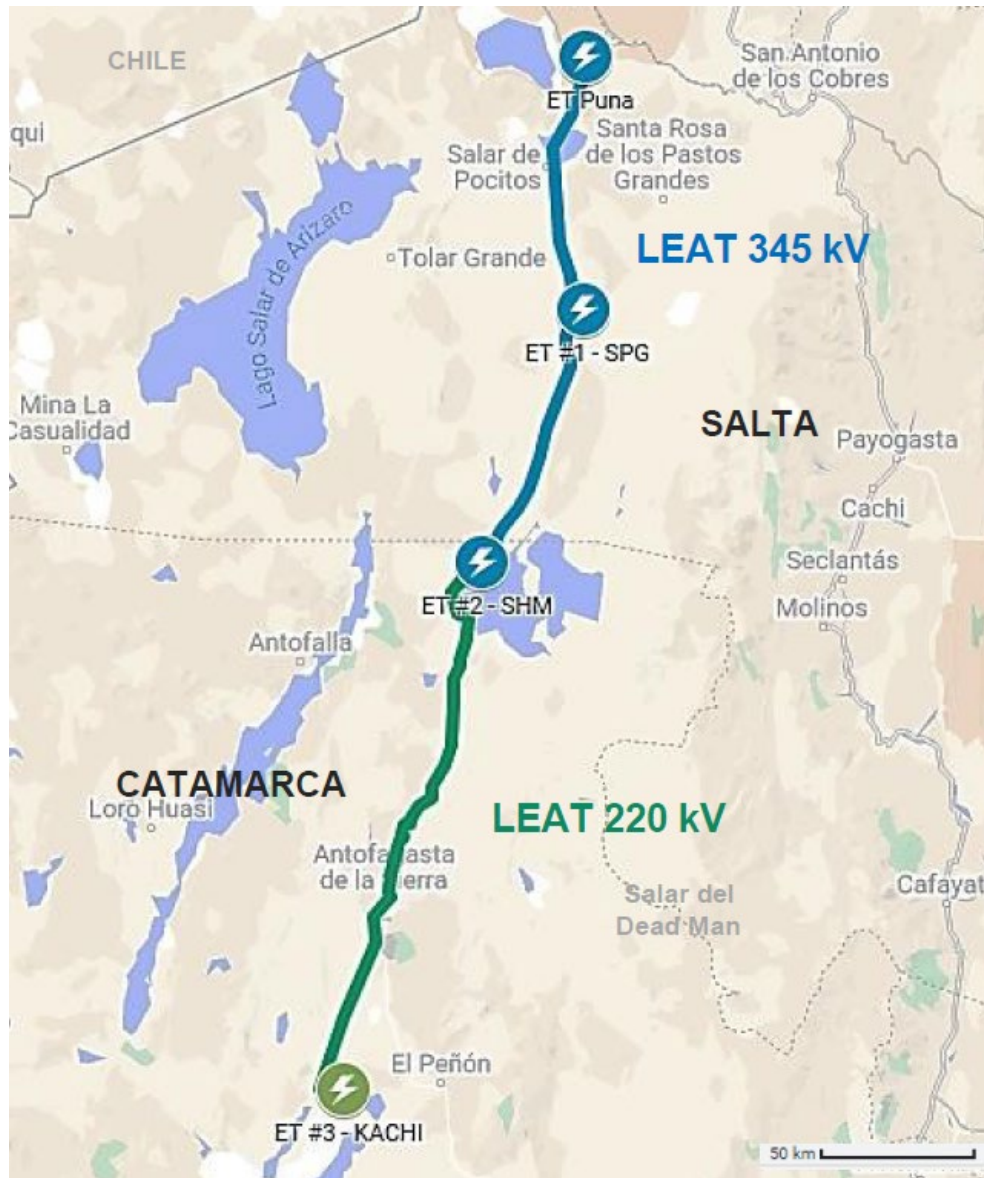 CHILE
San Antonio
de los Cobres
ET Puna
qui
Salar de
Pocitos
Santa Rosa
de los Pastos
Grandes
LEAT 345 kV
Tolar Grande
Lago Salar de Arizaro
ET #1 - SPG
Mina La
Casualidad
SALTA
Payogasta
Cachi
Seclantás
Molinos
ET #2 - SHM
Antofalla
CATAMARCA
Loro Huasi
LEAT 220 kV
Antofagasta
de la Sierra
Salar del
Dead Man
Cafayat
El Peñón
ET #3 - KACHI
50 km